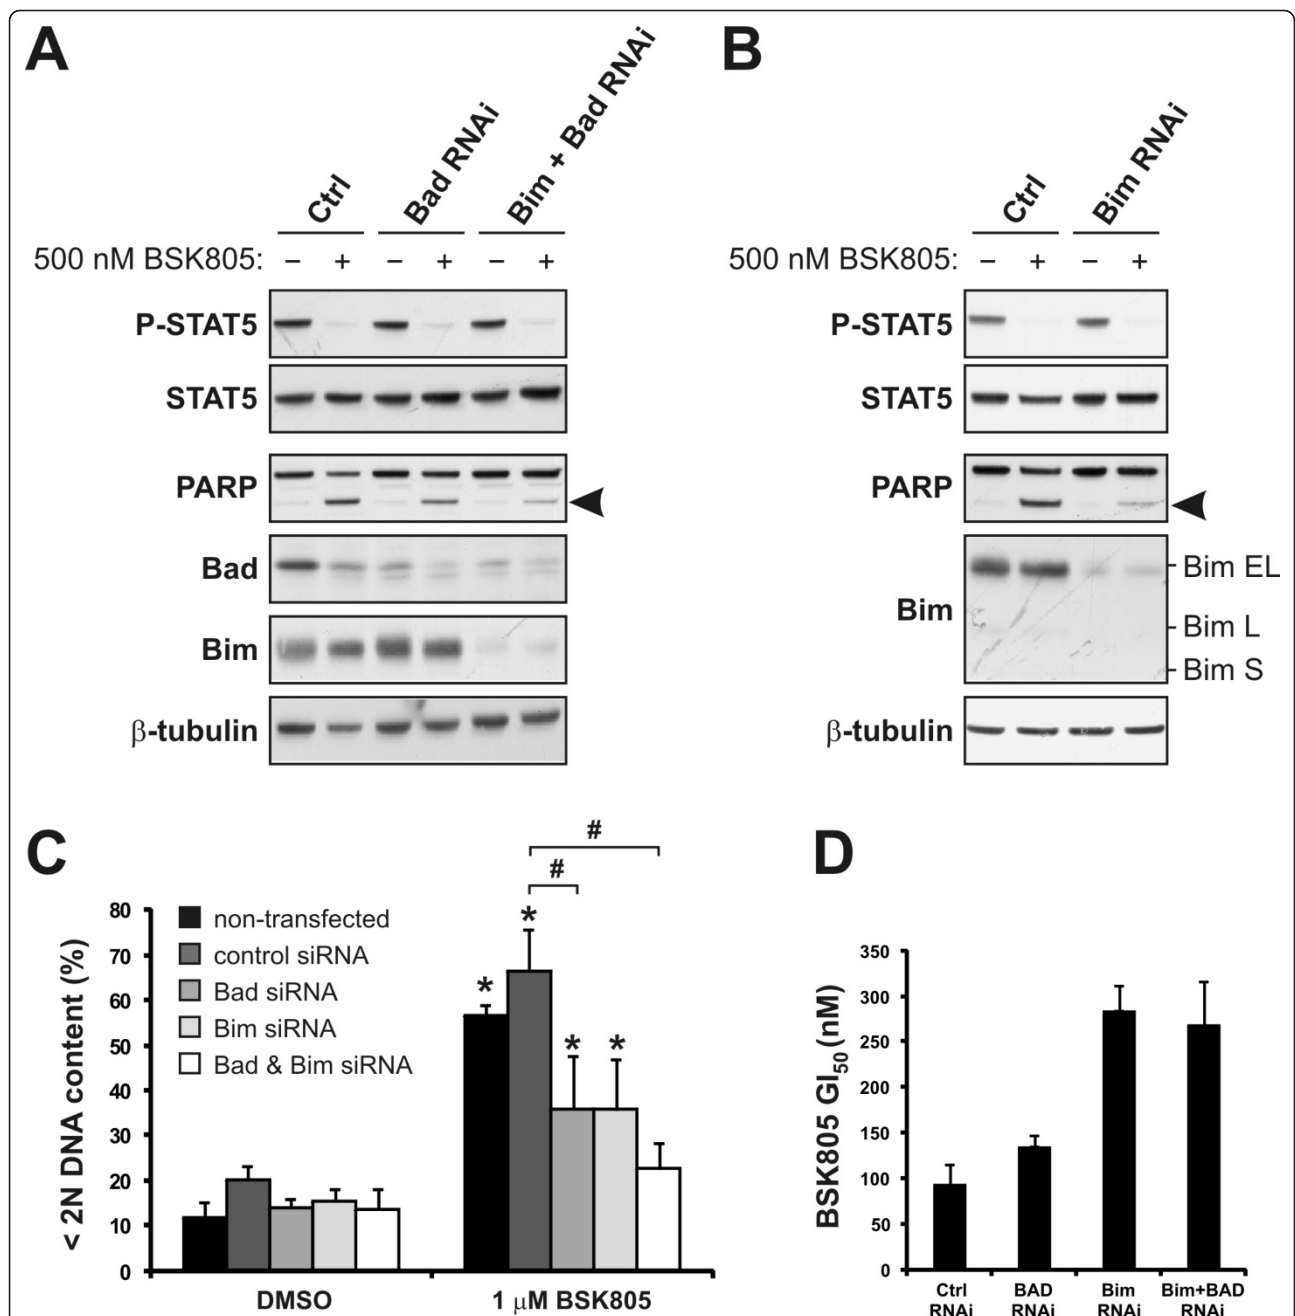 A
Ctrl
Bad RNAi
Bim + Bad RNAi
500 nM BSK805:
– + – + – +
P-STAT5
STAT5
PARP
Bad
Bim
β-tubulin
B
Ctrl
Bim RNAi
500 nM BSK805:
– + – +
P-STAT5
STAT5
PARP
Bim
Bim EL
Bim L
Bim S
β-tubulin
C
#
#
*
*
*
*
< 2N DNA content (%)
80
70
60
50
40
30
20
10
0
non-transfected
control siRNA
Bad siRNA
Bim siRNA
Bad & Bim siRNA
DMSO
1 μM BSK805
D
BSK805 GI50 (nM)
350
300
250
200
150
100
50
0
Ctrl RNAi
BAD RNAi
Bim RNAi
Bim+BAD RNAi